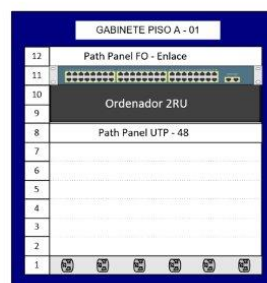 GABINETE PISO A - 01
12 Path Panel FO - Enlace
11
10
Ordenador 2RU
9
8 Path Panel UTP - 48
7
6
5
4
3
2
1